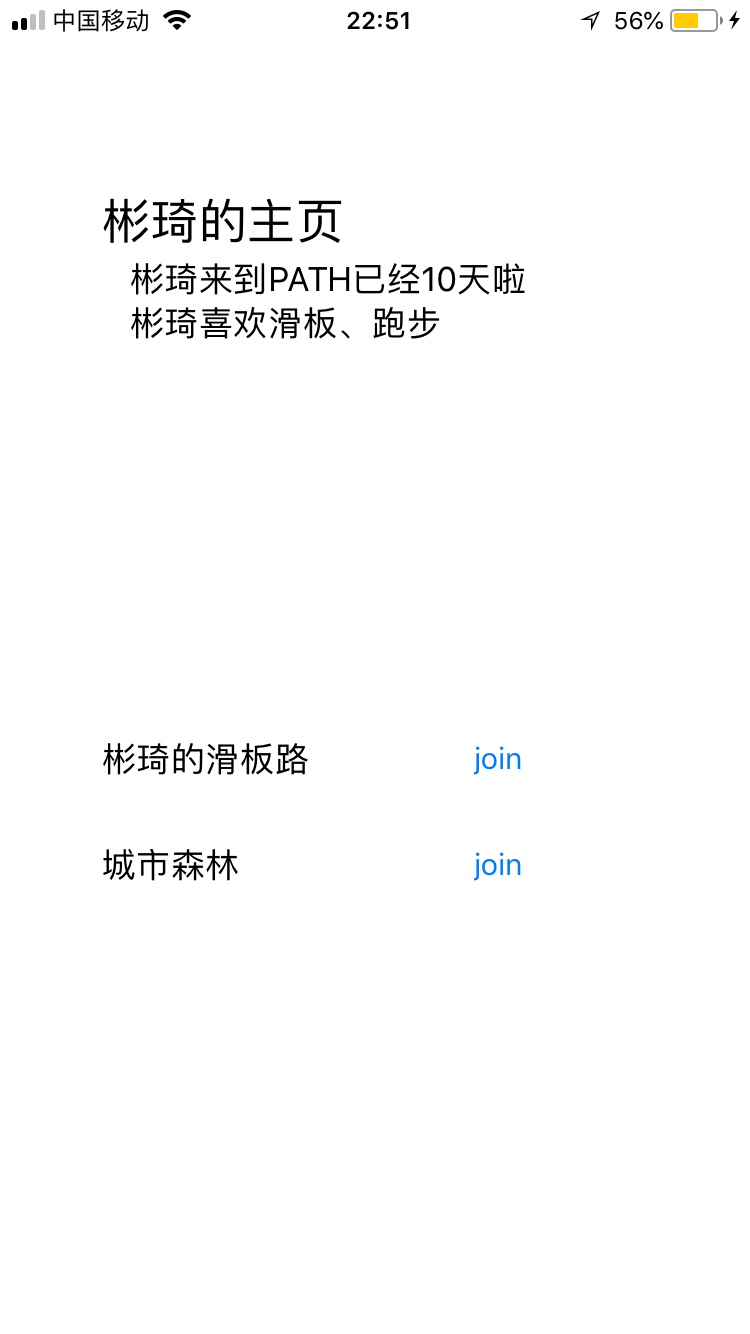 中国移动 22:51 56%
彬琦的主页
彬琦来到PATH已经10天啦
彬琦喜欢滑板、跑步
彬琦的滑板路 join
城市森林 join